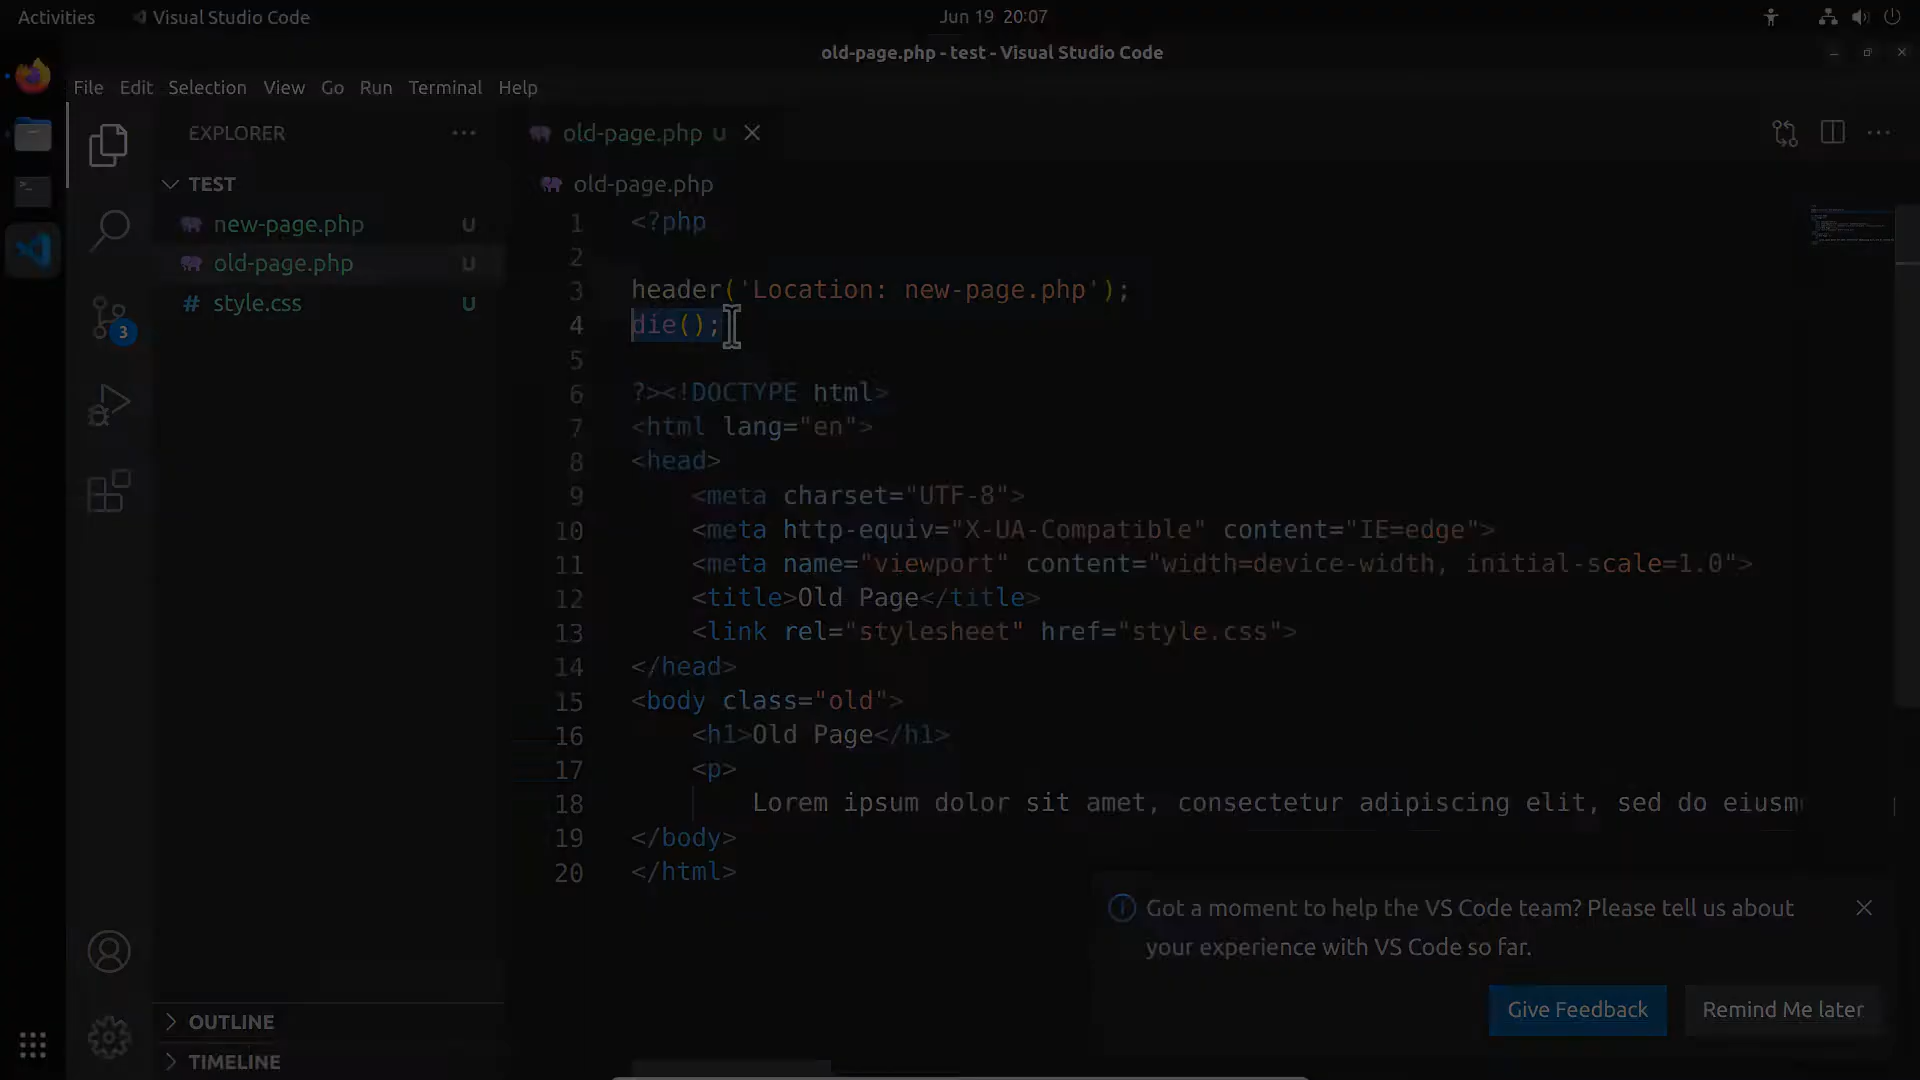 Activities
Visual Studio Code
Jun 19 20:07
old-page.php - test - Visual Studio Code
File Edit Selection View Go Run Terminal Help
EXPLORER
TEST
new-page.php U
old-page.php U
# style.css U
3
OUTLINE
TIMELINE
old-page.php U
old-page.php
1 <?php
2
3 header('Location: new-page.php');
4 die();
5
6 ?><!DOCTYPE html>
7 <html lang="en">
8 <head>
9 <meta charset="UTF-8">
10 <meta http-equiv="X-UA-Compatible" content="IE=edge">
11 <meta name="viewport" content="width=device-width, initial-scale=1.0">
12 <title>Old Page</title>
13 <link rel="stylesheet" href="style.css">
14 </head>
15 <body class="old">
16 <h1>Old Page</h1>
17 <p>
18 Lorem ipsum dolor sit amet, consectetur adipiscing elit, sed do eiusm
19 </body>
20 </html>
Got a moment to help the VS Code team? Please tell us about
your experience with VS Code so far.
Give Feedback
Remind Me later